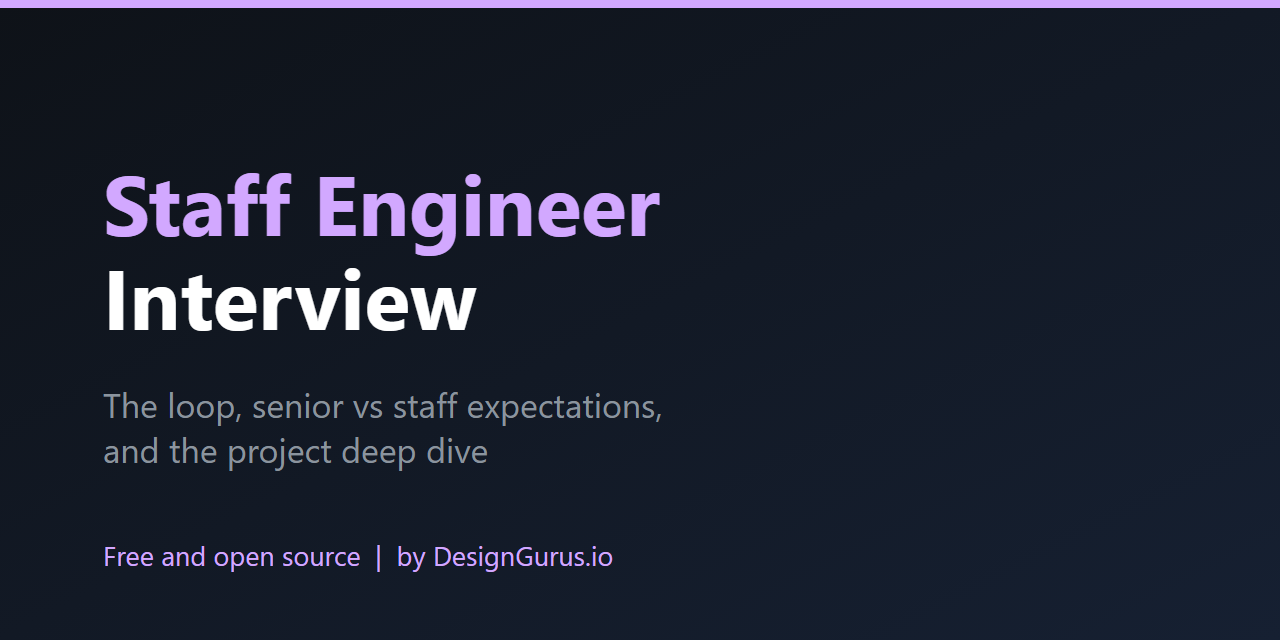 Staff Engineer
Interview
The loop, senior vs staff expectations,
and the project deep dive
Free and open source | by DesignGurus.io